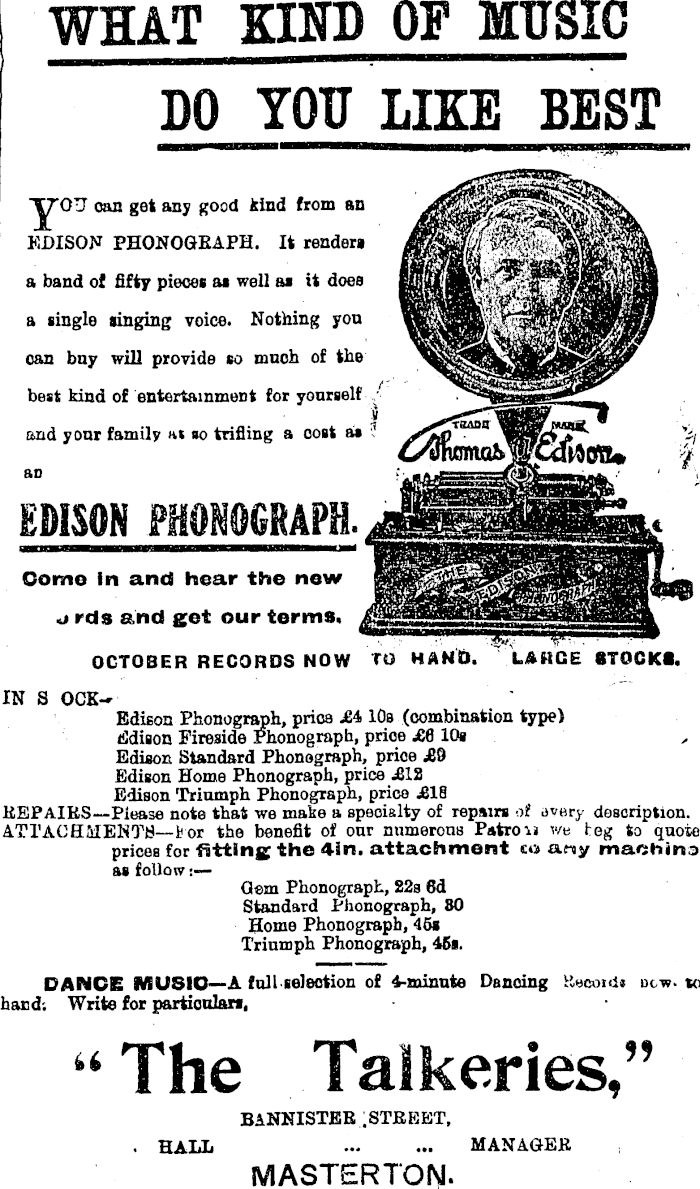 WHAT KIND OF MUSIC
DO YOU LIKE BEST
YOU can get any good kind from an
EDISON PHONOGRAPH. It renders
a band of fifty pieces as well as it does
a single singing voice. Nothing you
can buy will provide so much of the
best kind of entertainment for yourself
and your family at so trifling a cost as
an
EDISON PHONOGRAPH.
TRADE MARK
Thomas Edison
THE EDISON PHONOGRAPH
Come in and hear the new
rds and get our terms.
OCTOBER RECORDS NOW TO HAND. LARGE STOCKS.
IN S OCK—
Edison Phonograph, price £4 10s (combination type)
Edison Fireside Phonograph, price £6 10s
Edison Standard Phonograph, price £9
Edison Home Phonograph, price £12
Edison Triumph Phonograph, price £18
REPAIRS—Please note that we make a specialty of repairs of every description.
ATTACHMENTS—For the benefit of our numerous Patrons we beg to quote
prices for fitting the 4in. attachment to any machine
as follow:—
Gem Phonograph, 22s 6d
Standard Phonograph, 30
Home Phonograph, 45s
Triumph Phonograph, 45s.
DANCE MUSIC—A full selection of 4-minute Dancing Records now to
hand. Write for particulars,
"The Talkeries,"
BANNISTER STREET,
HALL ... ... MANAGER
MASTERTON.